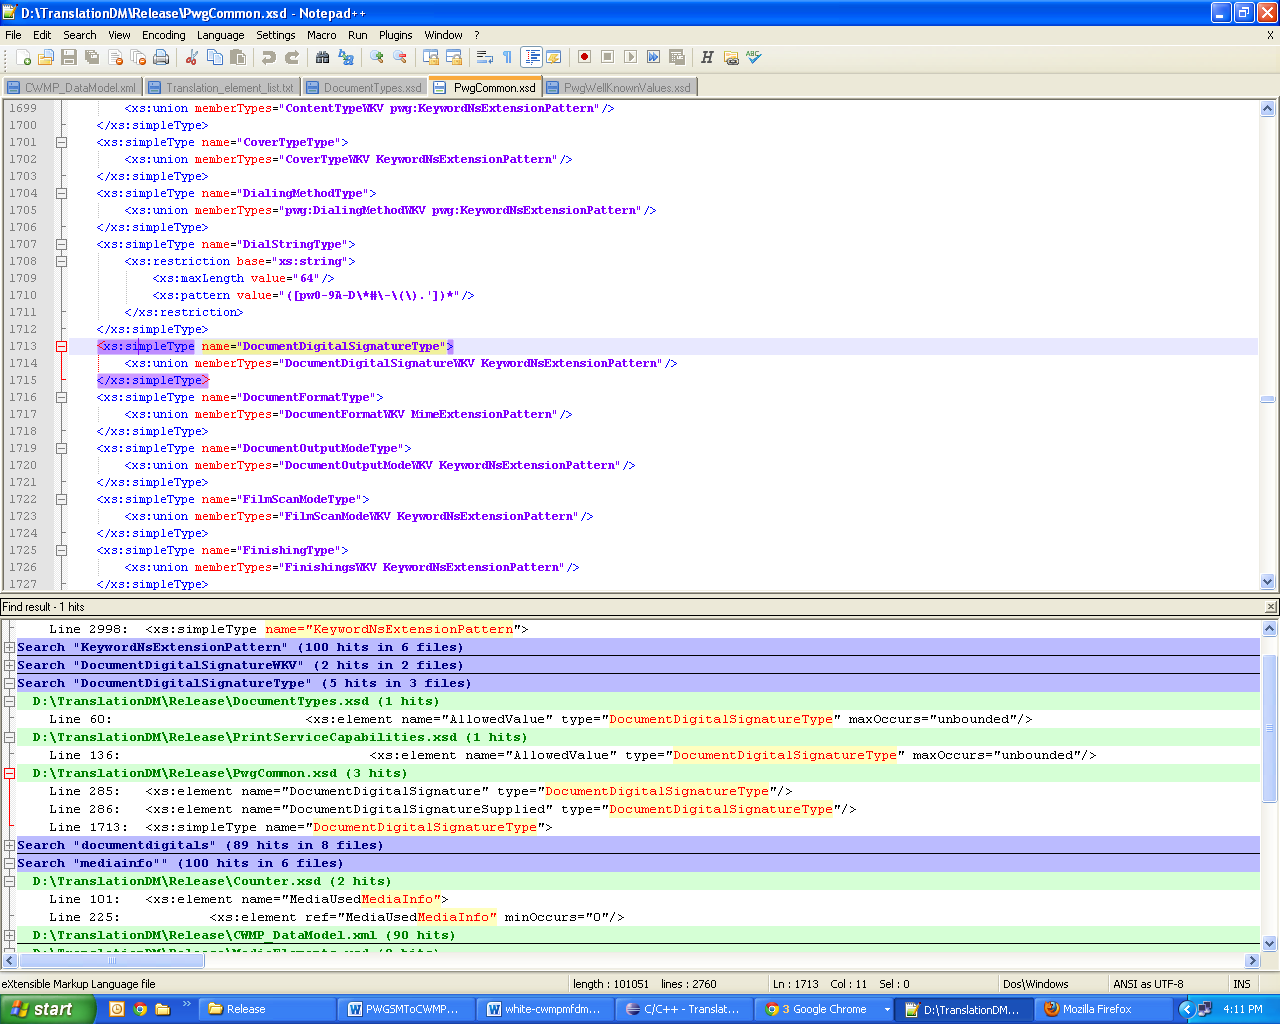 D:\TranslationDM\Release\PwgCommon.xsd - Notepad++
File Edit Search View Encoding Language Settings Macro Run Plugins Window ? X
CWMP_DataModel.xml Translation_element_list.txt DocumentTypes.xsd PwgCommon.xsd PwgWellKnownValues.xsd
1699 <xs:union memberTypes="ContentTypeWKV pwg:KeywordNsExtensionPattern"/>
1700 </xs:simpleType>
1701 <xs:simpleType name="CoverTypeType">
1702 <xs:union memberTypes="CoverTypeWKV KeywordNsExtensionPattern"/>
1703 </xs:simpleType>
1704 <xs:simpleType name="DialingMethodType">
1705 <xs:union memberTypes="pwg:DialingMethodWKV pwg:KeywordNsExtensionPattern"/>
1706 </xs:simpleType>
1707 <xs:simpleType name="DialStringType">
1708 <xs:restriction base="xs:string">
1709 <xs:maxLength value="64"/>
1710 <xs:pattern value="([pw0-9A-D\*#\-\(\).'])*"/>
1711 </xs:restriction>
1712 </xs:simpleType>
1713 <xs:simpleType name="DocumentDigitalSignatureType">
1714 <xs:union memberTypes="DocumentDigitalSignatureWKV KeywordNsExtensionPattern"/>
1715 </xs:simpleType>
1716 <xs:simpleType name="DocumentFormatType">
1717 <xs:union memberTypes="DocumentFormatWKV MimeExtensionPattern"/>
1718 </xs:simpleType>
1719 <xs:simpleType name="DocumentOutputModeType">
1720 <xs:union memberTypes="DocumentOutputModeWKV KeywordNsExtensionPattern"/>
1721 </xs:simpleType>
1722 <xs:simpleType name="FilmScanModeType">
1723 <xs:union memberTypes="FilmScanModeWKV KeywordNsExtensionPattern"/>
1724 </xs:simpleType>
1725 <xs:simpleType name="FinishingType">
1726 <xs:union memberTypes="FinishingsWKV KeywordNsExtensionPattern"/>
1727 </xs:simpleType>
Find result - 1 hits
Line 2998: <xs:simpleType name="KeywordNsExtensionPattern">
Search "KeywordNsExtensionPattern" (100 hits in 6 files)
Search "DocumentDigitalSignatureWKV" (2 hits in 2 files)
Search "DocumentDigitalSignatureType" (5 hits in 3 files)
D:\TranslationDM\Release\DocumentTypes.xsd (1 hits)
Line 60: <xs:element name="AllowedValue" type="DocumentDigitalSignatureType" maxOccurs="unbounded"/>
D:\TranslationDM\Release\PrintServiceCapabilities.xsd (1 hits)
Line 136: <xs:element name="AllowedValue" type="DocumentDigitalSignatureType" maxOccurs="unbounded"/>
D:\TranslationDM\Release\PwgCommon.xsd (3 hits)
Line 285: <xs:element name="DocumentDigitalSignature" type="DocumentDigitalSignatureType"/>
Line 286: <xs:element name="DocumentDigitalSignatureSupplied" type="DocumentDigitalSignatureType"/>
Line 1713: <xs:simpleType name="DocumentDigitalSignatureType">
Search "documentdigitals" (89 hits in 8 files)
Search "mediainfo"" (100 hits in 6 files)
D:\TranslationDM\Release\Counter.xsd (2 hits)
Line 101: <xs:element name="MediaUsedMediaInfo">
Line 225: <xs:element ref="MediaUsedMediaInfo" minOccurs="0"/>
D:\TranslationDM\Release\CWMP_DataModel.xml (90 hits)
eXtensible Markup Language file length : 101051 lines : 2760 Ln : 1713 Col : 11 Sel : 0 Dos\Windows ANSI as UTF-8 INS
start Release PWGSMToCWMP... white-cwmpmfdm... C/C++ - Translat... 3 Google Chrome D:\TranslationDM... Mozilla Firefox 4:11 PM